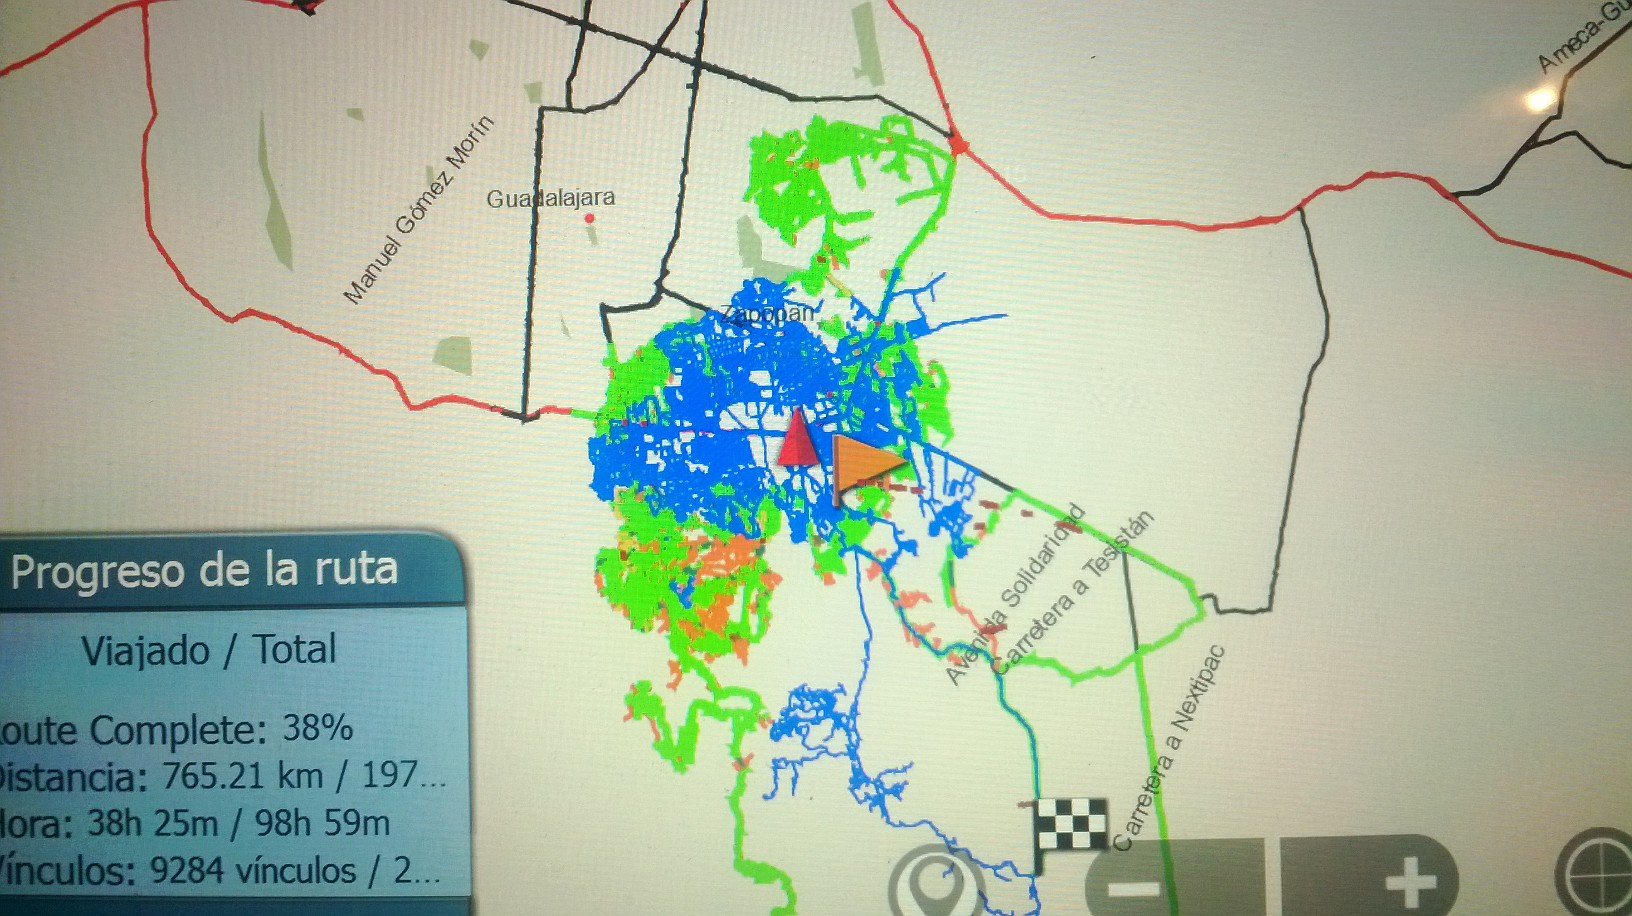 Ameca-Gu
Manuel Gómez Morín
Guadalajara
Zapopan
Avenida Solidaridad
Carretera a Tesistán
Carretera a Nextipac
Progreso de la ruta
Viajado / Total
oute Complete: 38%
Distancia: 765.21 km / 197...
Hora: 38h 25m / 98h 59m
Vínculos: 9284 vínculos / 2...